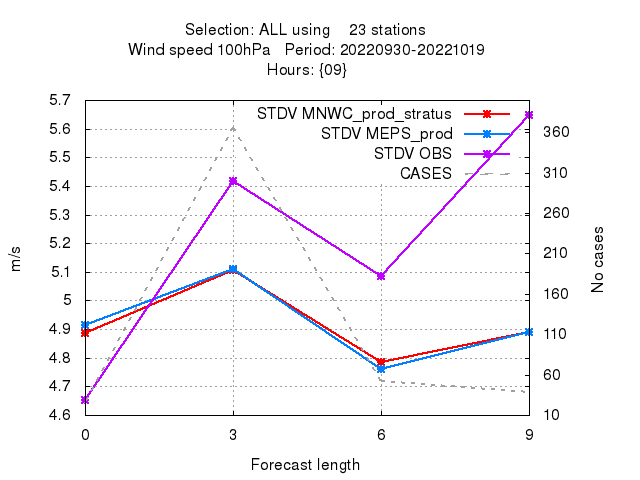 Selection: ALL using 23 stations
Wind speed 100hPa Period: 20220930-20221019
Hours: {09}
STDV MNWC_prod_stratus
STDV MEPS_prod
STDV OBS
CASES
5.7
5.6
5.5
5.4
5.3
5.2
5.1
5
4.9
4.8
4.7
4.6
m/s
360
310
260
210
160
110
60
10
No cases
0 3 6 9
Forecast length